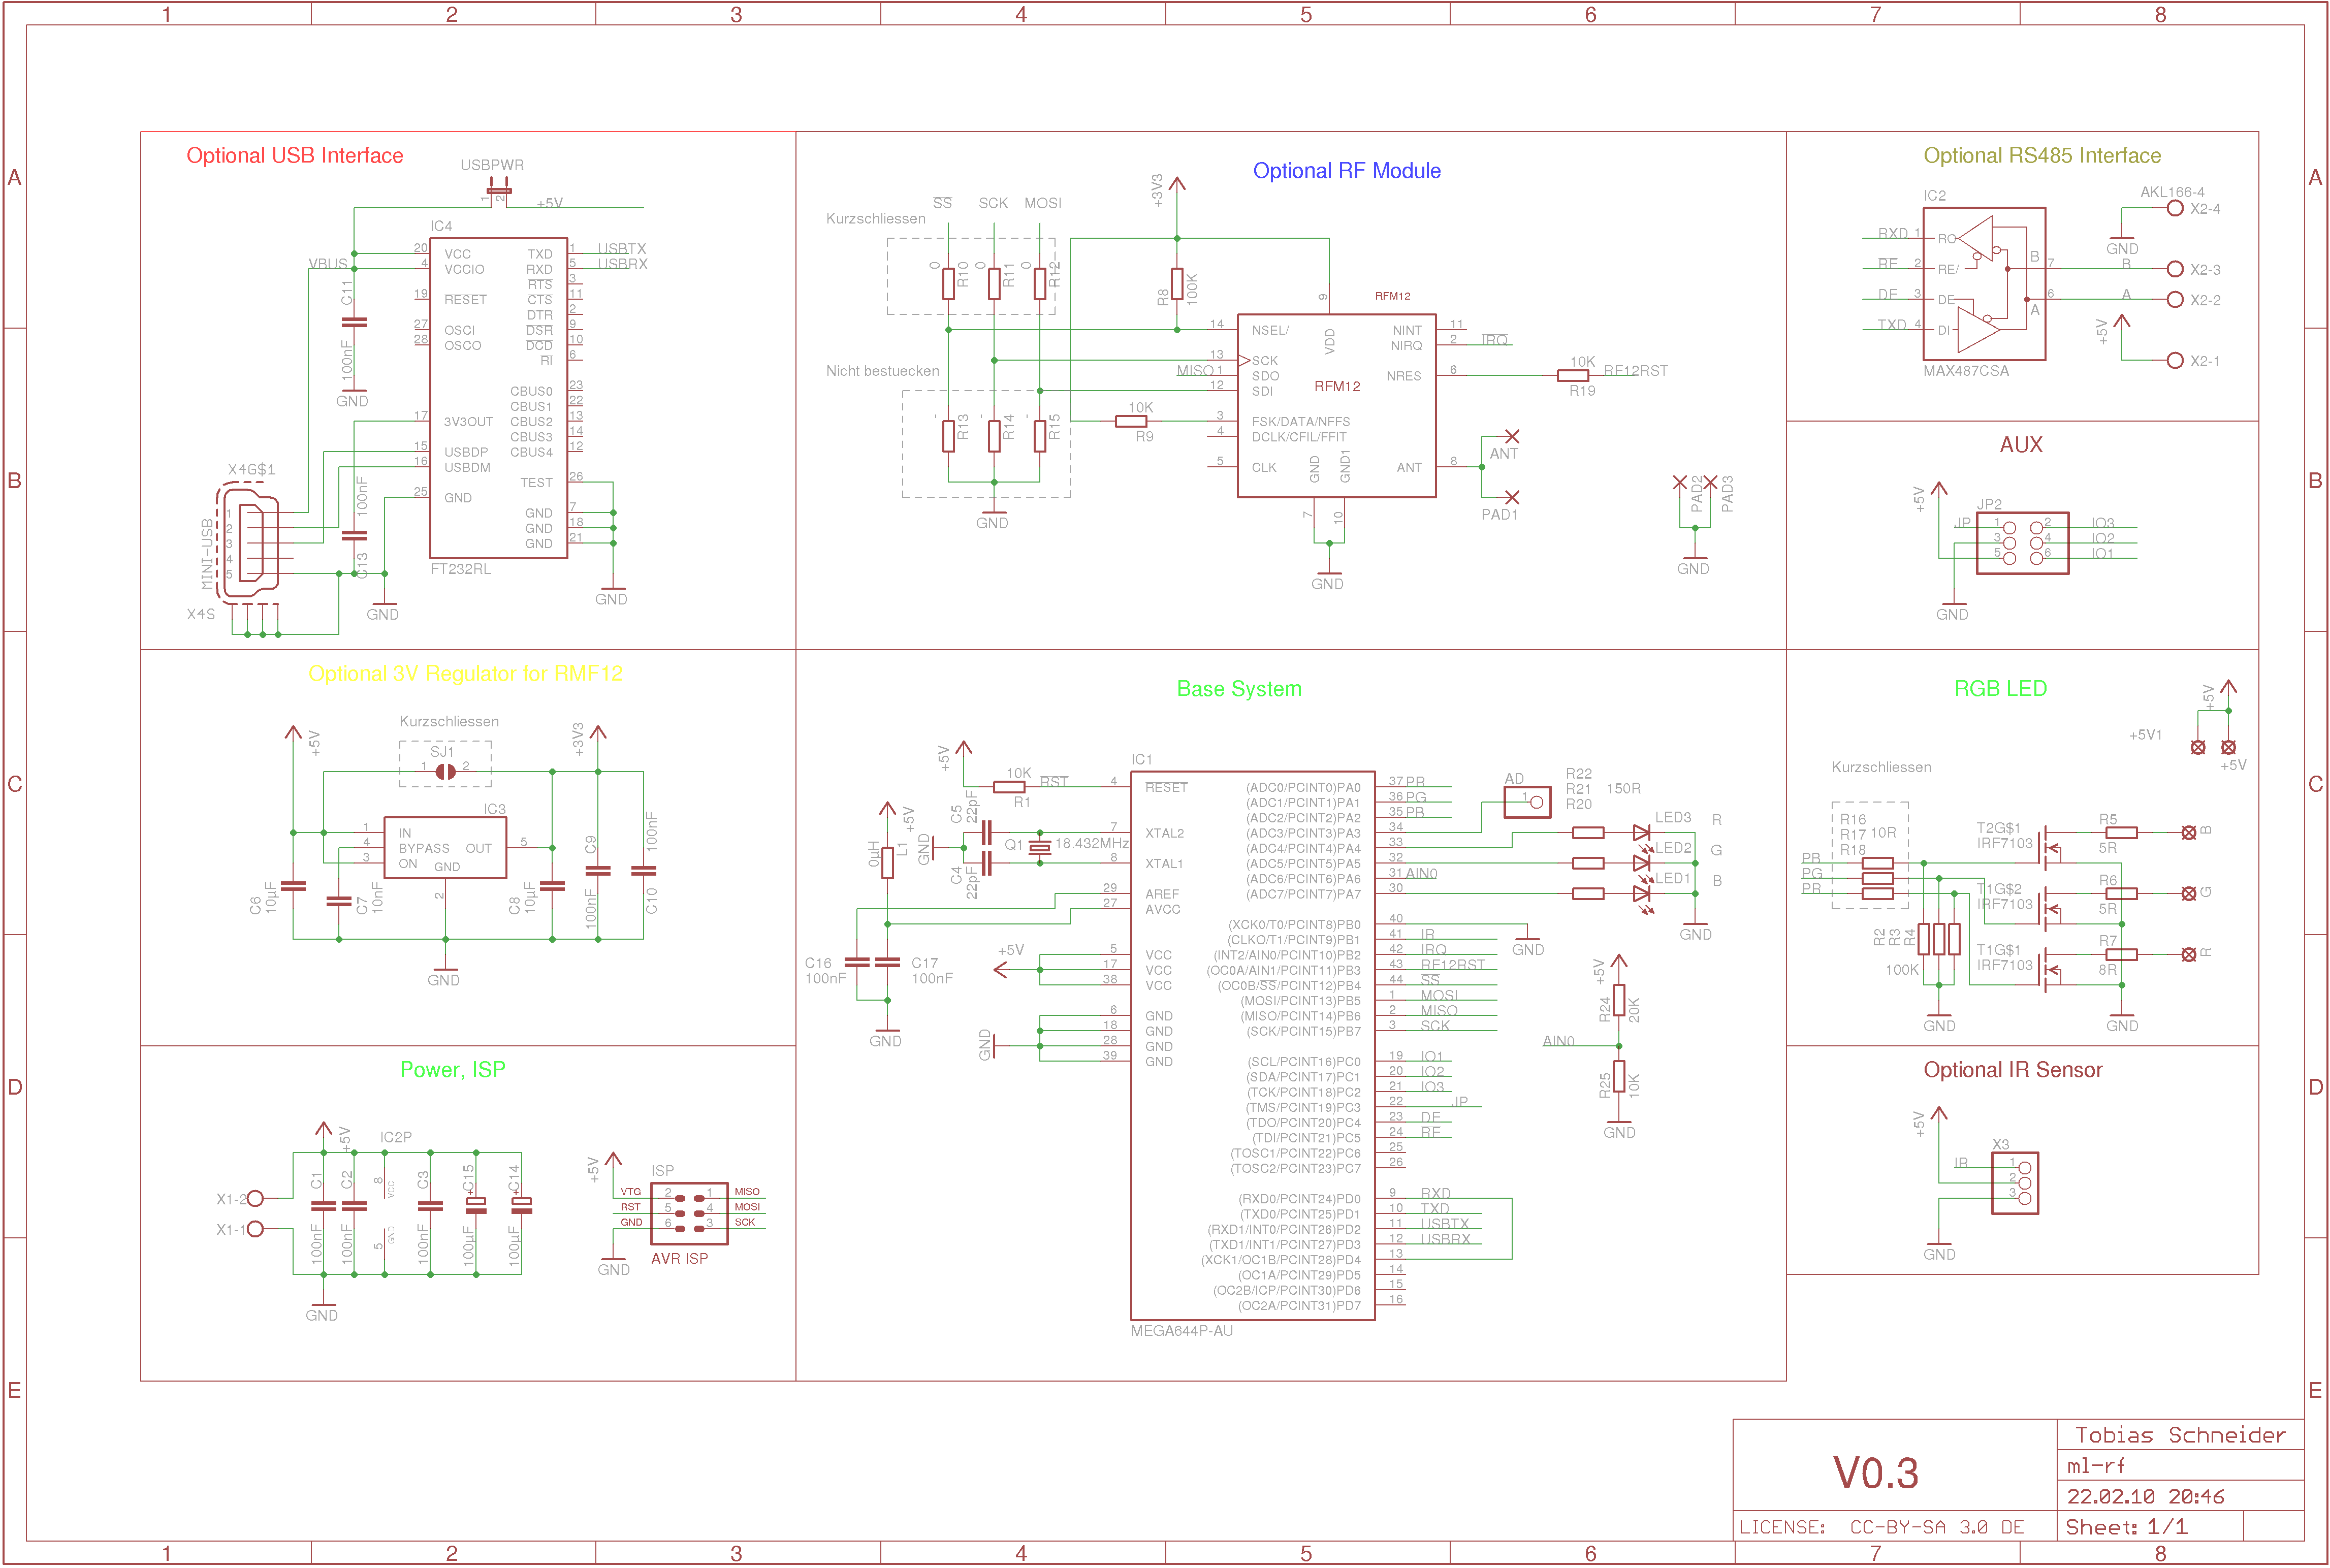 1 2 3 4 5 6 7 8
A
B
C
D
E
A
B
C
D
E
Optional USB Interface
USBPWR
1
2
+5V
IC4
VBUS
20 VCC
4 VCCIO
19 RESET
27 OSCI
28 OSCO
17 3V3OUT
15 USBDP
16 USBDM
25 GND
TXD 1 USBTX
RXD 5 USBRX
RTS 3
CTS 11
DTR 2
DSR 9
DCD 10
RI 6
CBUS0 23
CBUS1 22
CBUS2 13
CBUS3 14
CBUS4 12
TEST 26
GND 7
GND 18
GND 21
FT232RL
C11
100nF
GND
100nF
C13
X4G$1
MINI-USB
1
2
3
4
5
X4S
GND
GND
Optional RF Module
Kurzschliessen
SS SCK MOSI
0 R10
0 R11
0 R12
+3V3
R8
100K
Nicht bestuecken
R13
R14
R15
GND
10K
R9
RFM12
RFM12
14 NSEL/
13 SCK
MISO 1 SDO
12 SDI
3 FSK/DATA/NFFS
4 DCLK/CFIL/FFIT
5 CLK
9 VDD
NINT 11
NIRQ 2 IRQ
NRES 6
ANT 8
GND 7
GND1 10
GND
10K
R19
RF12RST
ANT
PAD1
PAD2
PAD3
GND
Optional RS485 Interface
IC2
RXD 1 RO
RE 2 RE/
DE 3 DE
TXD 4 DI
B 7 B
A 6 A
MAX487CSA
AKL166-4
X2-4
GND
X2-3
X2-2
+5V
X2-1
AUX
+5V
JP2
JP 1 2 IO3
3 4 IO2
5 6 IO1
GND
Optional 3V Regulator for RMF12
Kurzschliessen
+5V
SJ1
1 2
+3V3
IC3
1 IN
4 BYPASS
3 ON
OUT 5
GND
2
C6
10µF
C7
10nF
C8
10µF
C9
100nF
C10
100nF
GND
Base System
IC1
+5V
10K
R1
RST
+5V
0µH
L1
GND
C5
22pF
C4
22pF
Q1
18.432MHz
C16
100nF
C17
100nF
GND
+5V
GND
4 RESET
7 XTAL2
8 XTAL1
29 AREF
27 AVCC
5 VCC
17 VCC
38 VCC
6 GND
18 GND
28 GND
39 GND
(ADC0/PCINT0)PA0 37 PR
(ADC1/PCINT1)PA1 36 PG
(ADC2/PCINT2)PA2 35 PB
(ADC3/PCINT3)PA3 34
(ADC4/PCINT4)PA4 33
(ADC5/PCINT5)PA5 32
(ADC6/PCINT6)PA6 31 AIN0
(ADC7/PCINT7)PA7 30
(XCK0/T0/PCINT8)PB0 40
(CLKO/T1/PCINT9)PB1 41 IR
(INT2/AIN0/PCINT10)PB2 42 IRQ
(OC0A/AIN1/PCINT11)PB3 43 RF12RST
(OC0B/SS/PCINT12)PB4 44 SS
(MOSI/PCINT13)PB5 1 MOSI
(MISO/PCINT14)PB6 2 MISO
(SCK/PCINT15)PB7 3 SCK
(SCL/PCINT16)PC0 19 IO1
(SDA/PCINT17)PC1 20 IO2
(TCK/PCINT18)PC2 21 IO3
(TMS/PCINT19)PC3 22 JP
(TDO/PCINT20)PC4 23 DE
(TDI/PCINT21)PC5 24 RE
(TOSC1/PCINT22)PC6 25
(TOSC2/PCINT23)PC7 26
(RXD0/PCINT24)PD0 9 RXD
(TXD0/PCINT25)PD1 10 TXD
(RXD1/INT0/PCINT26)PD2 11 USBTX
(TXD1/INT1/PCINT27)PD3 12 USBRX
(XCK1/OC1B/PCINT28)PD4 13
(OC1A/PCINT29)PD5 14
(OC2B/ICP/PCINT30)PD6 15
(OC2A/PCINT31)PD7 16
MEGA644P-AU
AD
1
R22
R21 150R
R20
LED3 R
LED2 G
LED1 B
GND
GND
+5V
R24
20K
AIN0
R25
10K
GND
RGB LED
+5V
+5V1
+5V
Kurzschliessen
R16
R17 10R
R18
PB
PG
PR
R2
R3
R4
100K
GND
T2G$1
IRF7103
T1G$2
IRF7103
T1G$1
IRF7103
R5
5R
B
R6
5R
G
R7
8R
R
GND
Power, ISP
X1-2
X1-1
+5V
C1
100nF
C2
100nF
IC2P
8 VCC
5 GND
C3
100nF
+ C15
100µF
+ C14
100µF
GND
+5V
ISP
VTG 2 1 MISO
RST 5 4 MOSI
GND 6 3 SCK
AVR ISP
GND
Optional IR Sensor
+5V
X3
IR 1
2
3
GND
V0.3
Tobias Schneider
ml-rf
22.02.10 20:46
LICENSE: CC-BY-SA 3.0 DE
Sheet: 1/1
1 2 3 4 5 6 7 8